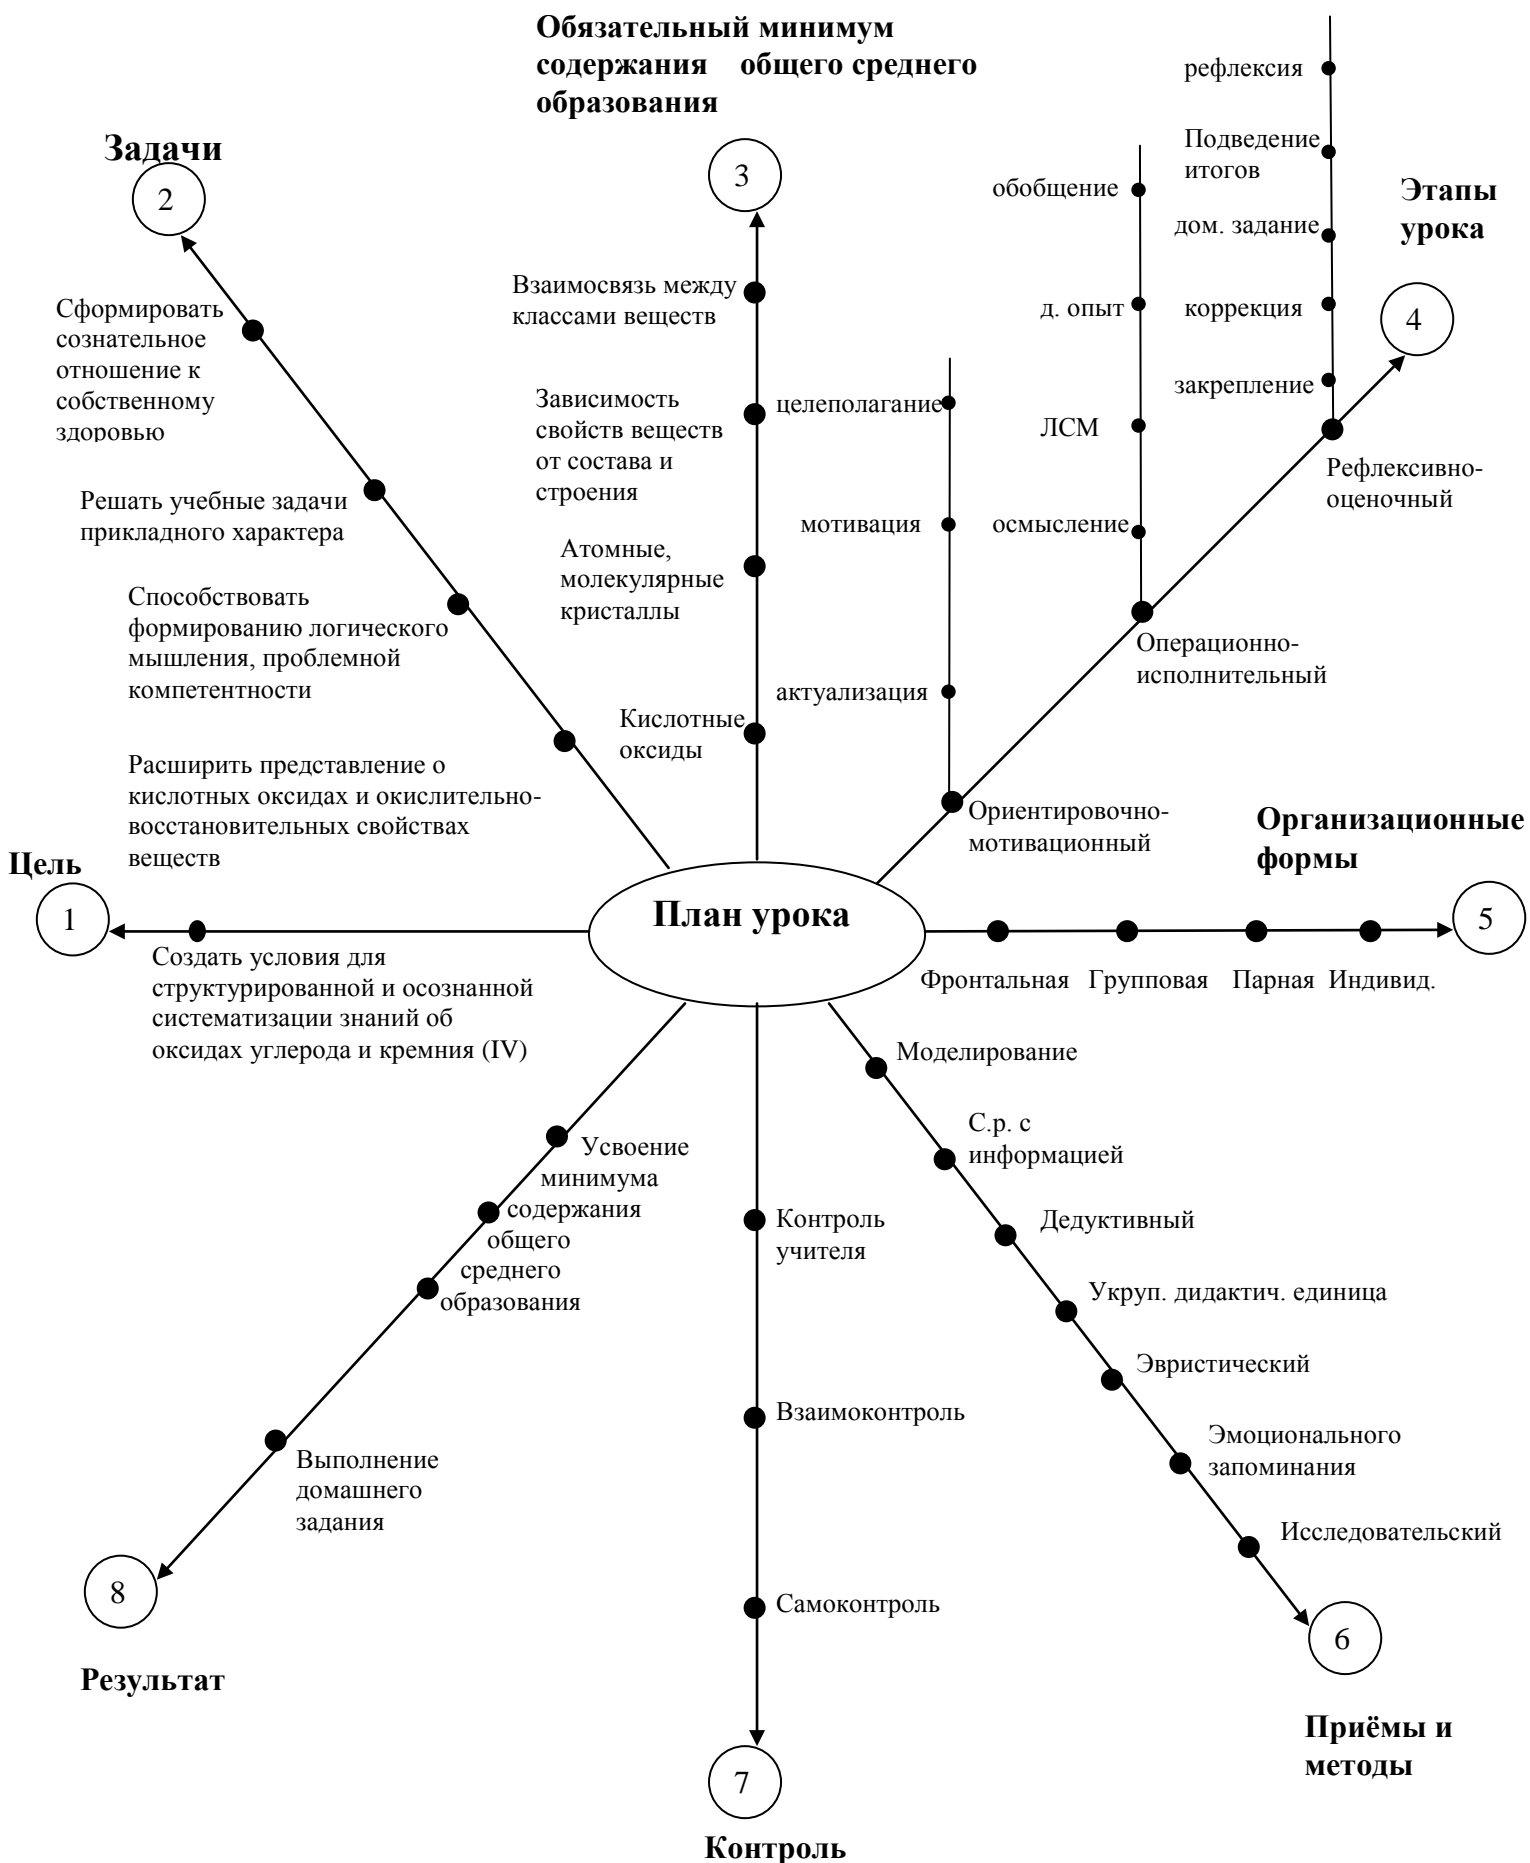 Обязательный минимум
содержания общего среднего
образования
рефлексия
Подведение
итогов
дом. задание
коррекция
закрепление
Задачи
2
3
обобщение
д. опыт
ЛСМ
осмысление
Этапы
урока
4
Сформировать
сознательное
отношение к
собственному
здоровью
Решать учебные задачи
прикладного характера
Способствовать
формированию логического
мышления, проблемной
компетентности
Расширить представление о
кислотных оксидах и окислительно-
восстановительных свойствах
веществ
Взаимосвязь между
классами веществ
Зависимость
свойств веществ
от состава и
строения
Атомные,
молекулярные
кристаллы
Кислотные
оксиды
целеполагание
мотивация
актуализация
Рефлексивно-
оценочный
Операционно-
исполнительный
Ориентировочно-
мотивационный
Организационные
формы
Цель
1
План урока
5
Создать условия для
структурированной и осознанной
систематизации знаний об
оксидах углерода и кремния (IV)
Фронтальная Групповая Парная Индивид.
Моделирование
С.р. с
информацией
Дедуктивный
Укруп. дидактич. единица
Эвристический
Эмоционального
запоминания
Исследовательский
6
Приёмы и
методы
Усвоение
минимума
содержания
общего
среднего
образования
Выполнение
домашнего
задания
8
Результат
Контроль
учителя
Взаимоконтроль
Самоконтроль
7
Контроль